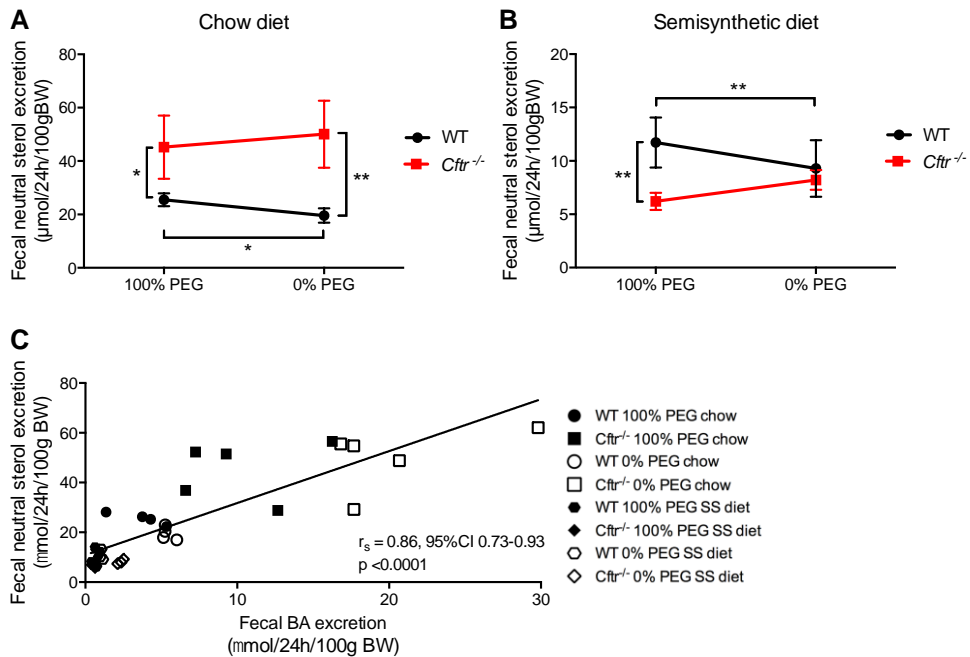 A
Chow diet
Fecal neutral sterol excretion
(µmol/24h/100gBW)
80
60
40
20
0
*
**
*
100% PEG
0% PEG
WT
Cftr -/-
B
Semisynthetic diet
Fecal neutral sterol excretion
(µmol/24h/100gBW)
20
15
10
5
0
**
**
100% PEG
0% PEG
WT
Cftr -/-
C
Fecal neutral sterol excretion
(mmol/24h/100g BW)
80
60
40
20
0
0
10
20
30
rs = 0.86, 95%CI 0.73-0.93
p <0.0001
Fecal BA excretion
(mmol/24h/100g BW)
WT 100% PEG chow
Cftr-/- 100% PEG chow
WT 0% PEG chow
Cftr-/- 0% PEG chow
WT 100% PEG SS diet
Cftr-/- 100% PEG SS diet
WT 0% PEG SS diet
Cftr-/- 0% PEG SS diet